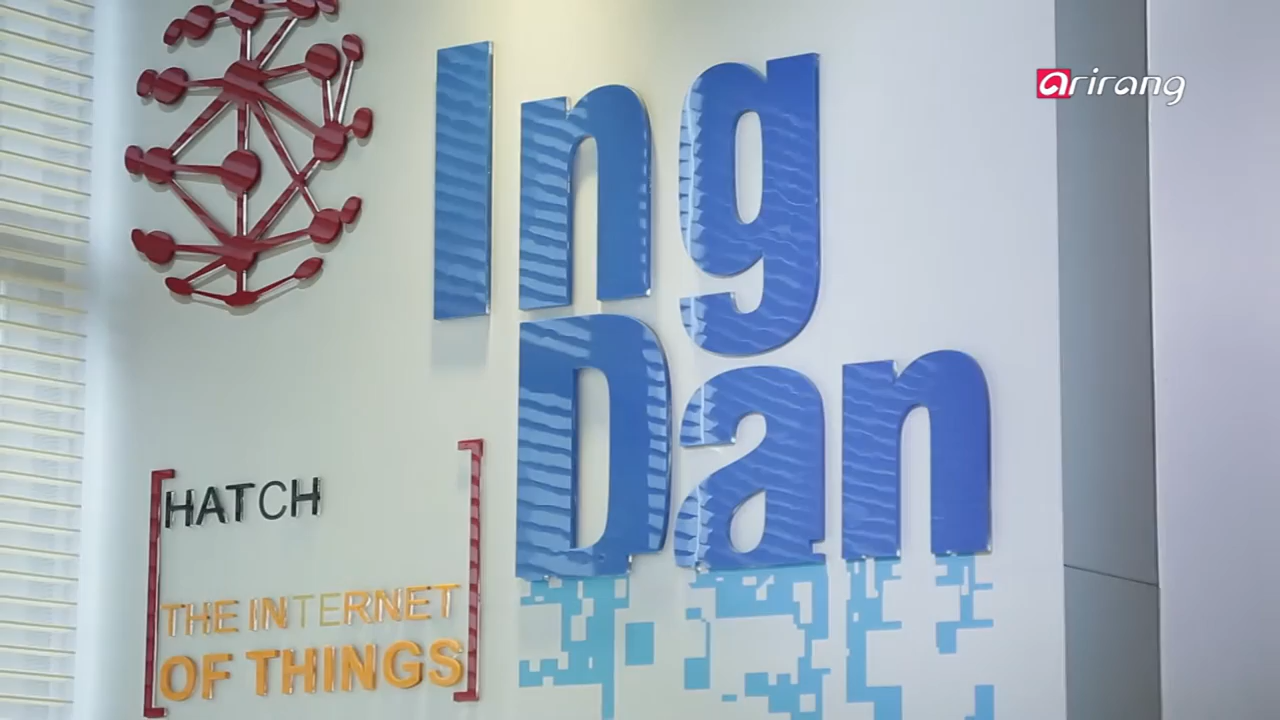 arirang
Ing
Dan
HATCH
THE INTERNET
OF THINGS